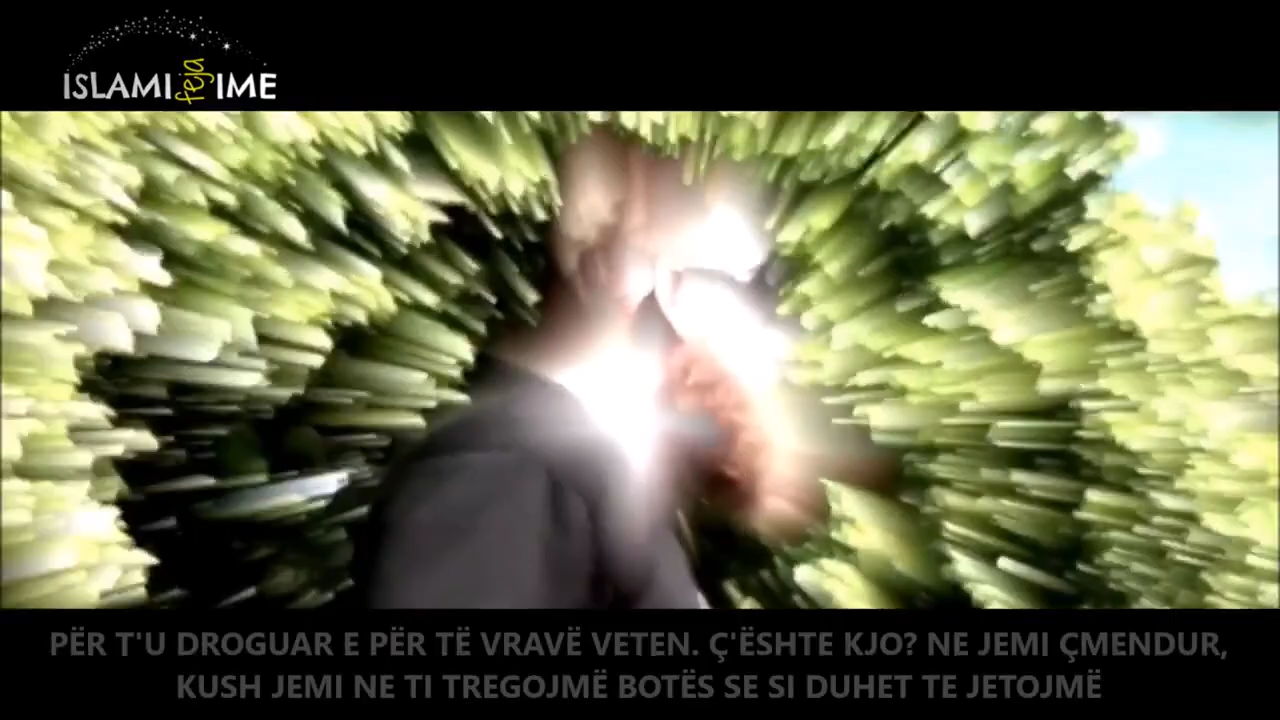 ISLAMI feja IME
PËR T'U DROGUAR E PËR TË VRAVË VETEN. Ç'ËSHTE KJO? NE JEMI ÇMENDUR,
KUSH JEMI NE TI TREGOJMË BOTËS SE SI DUHET TE JETOJMË